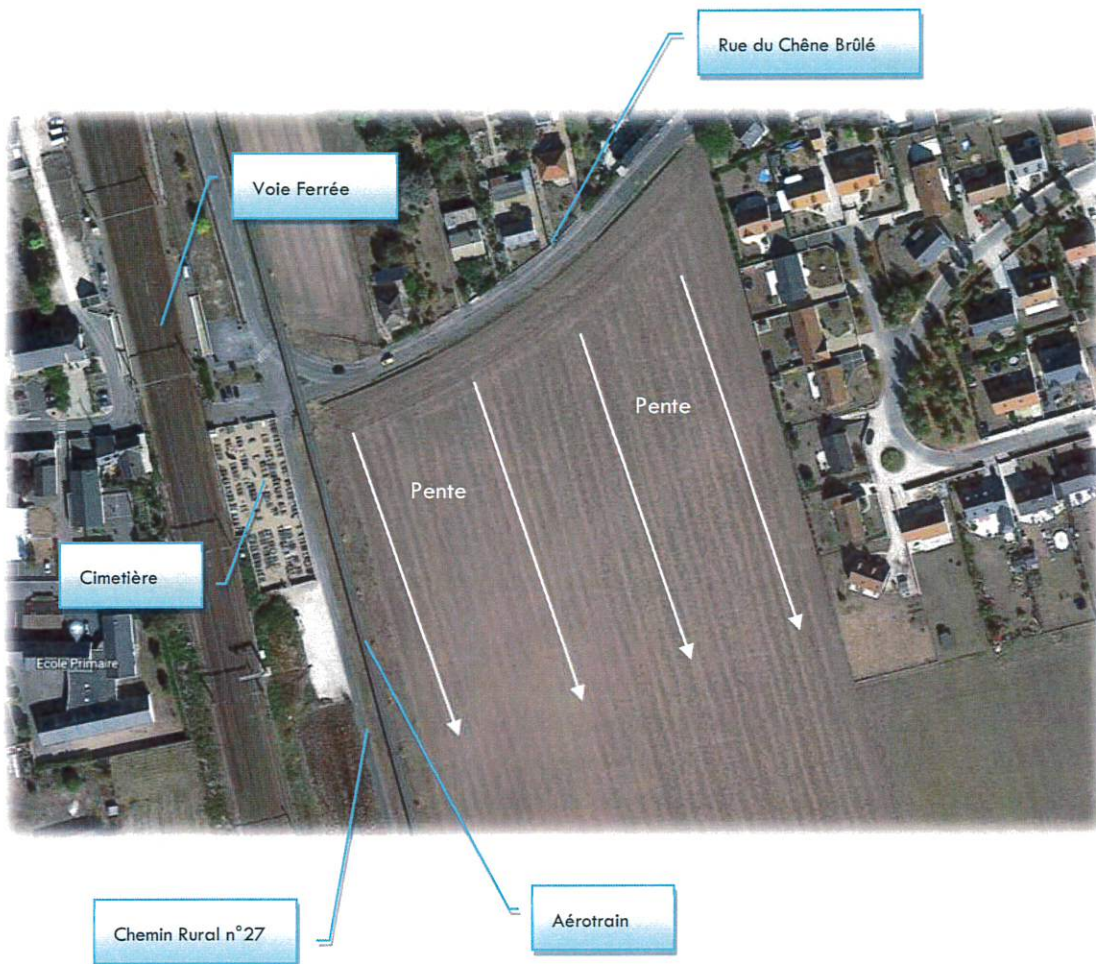 Rue du Chêne Brûlé
Voie Ferrée
Pente
Pente
Cimetière
Ecole Primaire
Aérotrain
Chemin Rural n°27